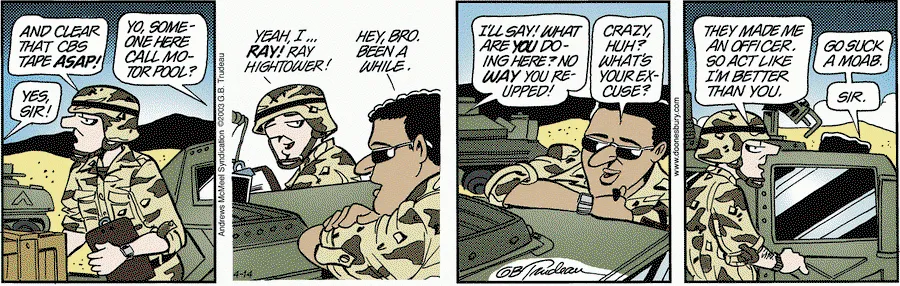 AND CLEAR
THAT CBS
TAPE ASAP!
YES,
SIR!
YO, SOME-
ONE HERE
CALL MO-
TOR POOL?
Andrews McMeel Syndication ©2003 G.B. Trudeau
YEAH, I...
RAY! RAY
HIGHTOWER!
HEY, BRO.
BEEN A
WHILE.
4-14
I'LL SAY! WHAT
ARE YOU DO-
ING HERE? NO
WAY YOU RE-
UPPED!
CRAZY,
HUH?
WHAT'S
YOUR EX-
CUSE?
GB Trudeau
www.doonesbury.com
THEY MADE ME
AN OFFICER.
SO ACT LIKE
I'M BETTER
THAN YOU.
GO SUCK
A MOAB.
SIR.